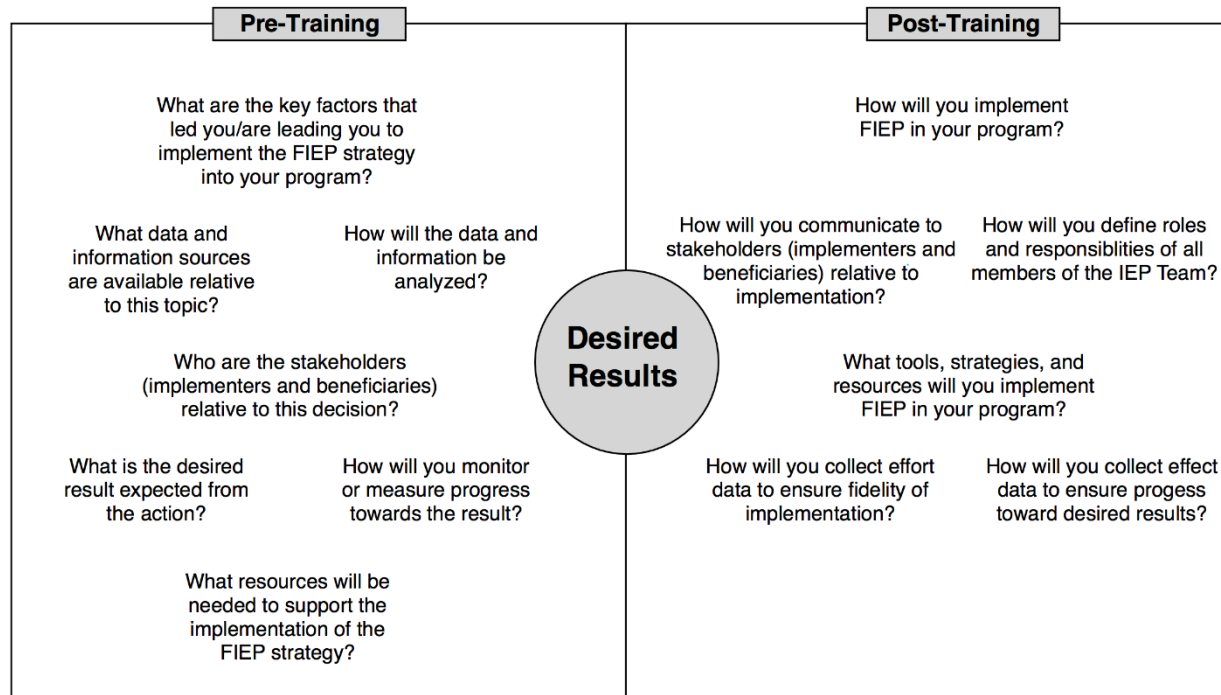 Pre-Training
What are the key factors that
led you/are leading you to
implement the FIEP strategy
into your program?
What data and
information sources
are available relative
to this topic?
How will the data and
information be
analyzed?
Who are the stakeholders
(implementers and beneficiaries)
relative to this decision?
What is the desired
result expected from
the action?
How will you monitor
or measure progress
towards the result?
What resources will be
needed to support the
implementation of the
FIEP strategy?
Desired
Results
Post-Training
How will you implement
FIEP in your program?
How will you communicate to
stakeholders (implementers and
beneficiaries) relative to
implementation?
How will you define roles
and responsiblities of all
members of the IEP Team?
What tools, strategies, and
resources will you implement
FIEP in your program?
How will you collect effort
data to ensure fidelity of
implementation?
How will you collect effect
data to ensure progess
toward desired results?